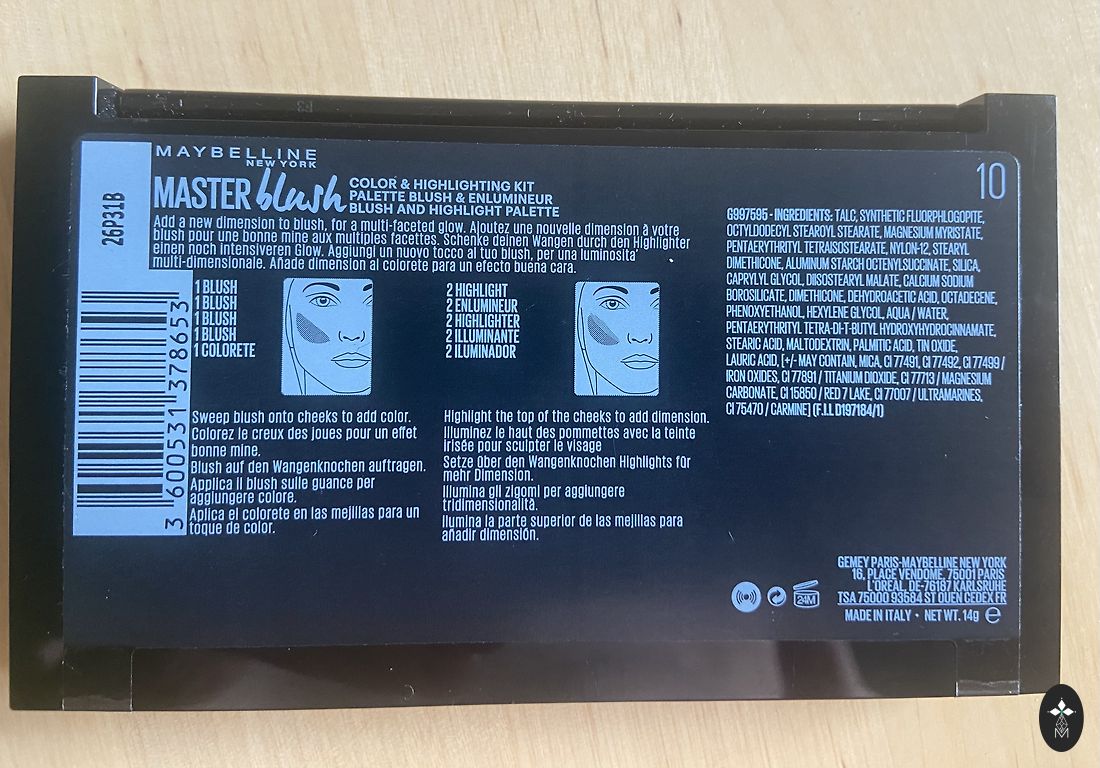 MAYBELLINE
NEW YORK
MASTER blush
COLOR & HIGHLIGHTING KIT
PALETTE BLUSH & ENLUMINEUR
BLUSH AND HIGHLIGHT PALETTE
Add a new dimension to blush, for a multi-faceted glow. Ajoutez une nouvelle dimension à votre
blush pour une bonne mine aux multiples facettes. Schenke deinen Wangen durch den Highlighter
einen noch intensiveren Glow. Aggiungi un nuovo tocco al tuo blush, per una luminosita'
multi-dimensionale. Añade dimension al colorete para un efecto buena cara.
26P31B
3 600531 378653
1 BLUSH
1 BLUSH
1 BLUSH
1 BLUSH
1 COLORETE
Sweep blush onto cheeks to add color.
Colorez le creux des joues pour un effet
bonne mine.
Blush auf den Wangenknochen auftragen.
Applica il blush sulle guance per
aggiungere colore.
Aplica el colorete en las mejillas para un
toque de color.
2 HIGHLIGHT
2 ENLUMINEUR
2 HIGHLIGHTER
2 ILLUMINANTE
2 ILUMINADOR
Highlight the top of the cheeks to add dimension.
Illuminez le haut des pommettes avec la teinte
irisée pour sculpter le visage
Setze über den Wangenknochen Highlights für
mehr Dimension.
Illumina gli zigomi per aggiungere
tridimensionalità.
Ilumina la parte superior de las mejillas para
añadir dimensión.
10
G997595 - INGREDIENTS: TALC, SYNTHETIC FLUORPHLOGOPITE,
OCTYLDODECYL STEAROYL STEARATE, MAGNESIUM MYRISTATE,
PENTAERYTHRITYL TETRAISOSTEARATE, NYLON-12, STEARYL
DIMETHICONE, ALUMINUM STARCH OCTENYLSUCCINATE, SILICA,
CAPRYLYL GLYCOL, DIISOSTEARYL MALATE, CALCIUM SODIUM
BOROSILICATE, DIMETHICONE, DEHYDROACETIC ACID, OCTADECENE,
PHENOXYETHANOL, HEXYLENE GLYCOL, AQUA / WATER,
PENTAERYTHRITYL TETRA-DI-T-BUTYL HYDROXYHYDROCINNAMATE,
STEARIC ACID, MALTODEXTRIN, PALMITIC ACID, TIN OXIDE,
LAURIC ACID, [+/- MAY CONTAIN, MICA, CI 77491, CI 77492, CI 77499 /
IRON OXIDES, CI 77891 / TITANIUM DIOXIDE, CI 77713 / MAGNESIUM
CARBONATE, CI 15850 / RED 7 LAKE, CI 77007 / ULTRAMARINES,
CI 75470 / CARMINE] (F.I.L D197184/1)
24M
GEMEY PARIS-MAYBELLINE NEW YORK
16, PLACE VENDOME, 75001 PARIS
L'OREAL, DE-76187 KARLSRUHE
TSA 75000 93584 ST OUEN CEDEX FR
MADE IN ITALY • NET WT. 14g ℮
M